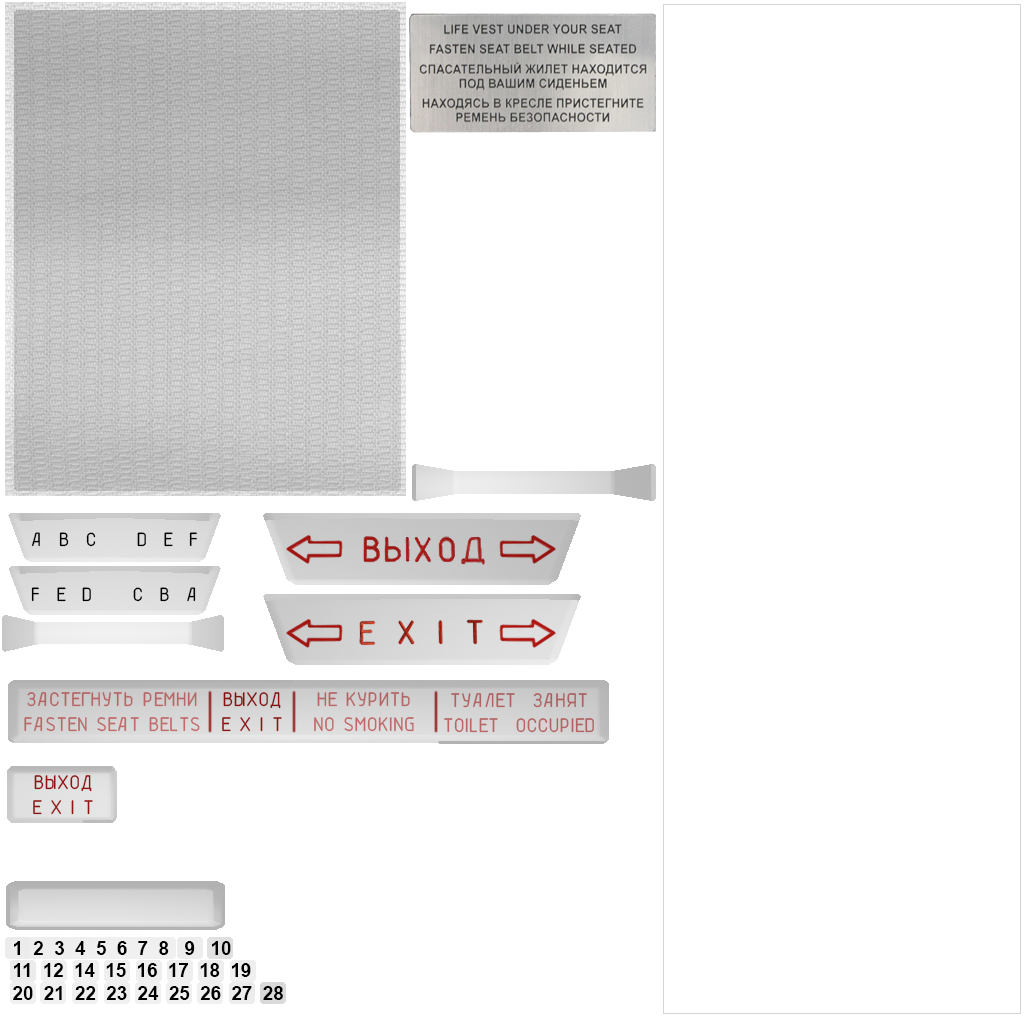 LIFE VEST UNDER YOUR SEAT
FASTEN SEAT BELT WHILE SEATED
СПАСАТЕЛЬНЫЙ ЖИЛЕТ НАХОДИТСЯ
ПОД ВАШИМ СИДЕНЬЕМ
НАХОДЯСЬ В КРЕСЛЕ ПРИСТЕГНИТЕ
РЕМЕНЬ БЕЗОПАСНОСТИ
A B C D E F
F E D C B A
ВЫХОД
EXIT
ЗАСТЕГНУТЬ РЕМНИ
FASTEN SEAT BELTS
ВЫХОД
EXIT
НЕ КУРИТЬ
NO SMOKING
ТУАЛЕТ ЗАНЯТ
TOILET OCCUPIED
ВЫХОД
EXIT
1 2 3 4 5 6 7 8 9 10
11 12 14 15 16 17 18 19
20 21 22 23 24 25 26 27 28